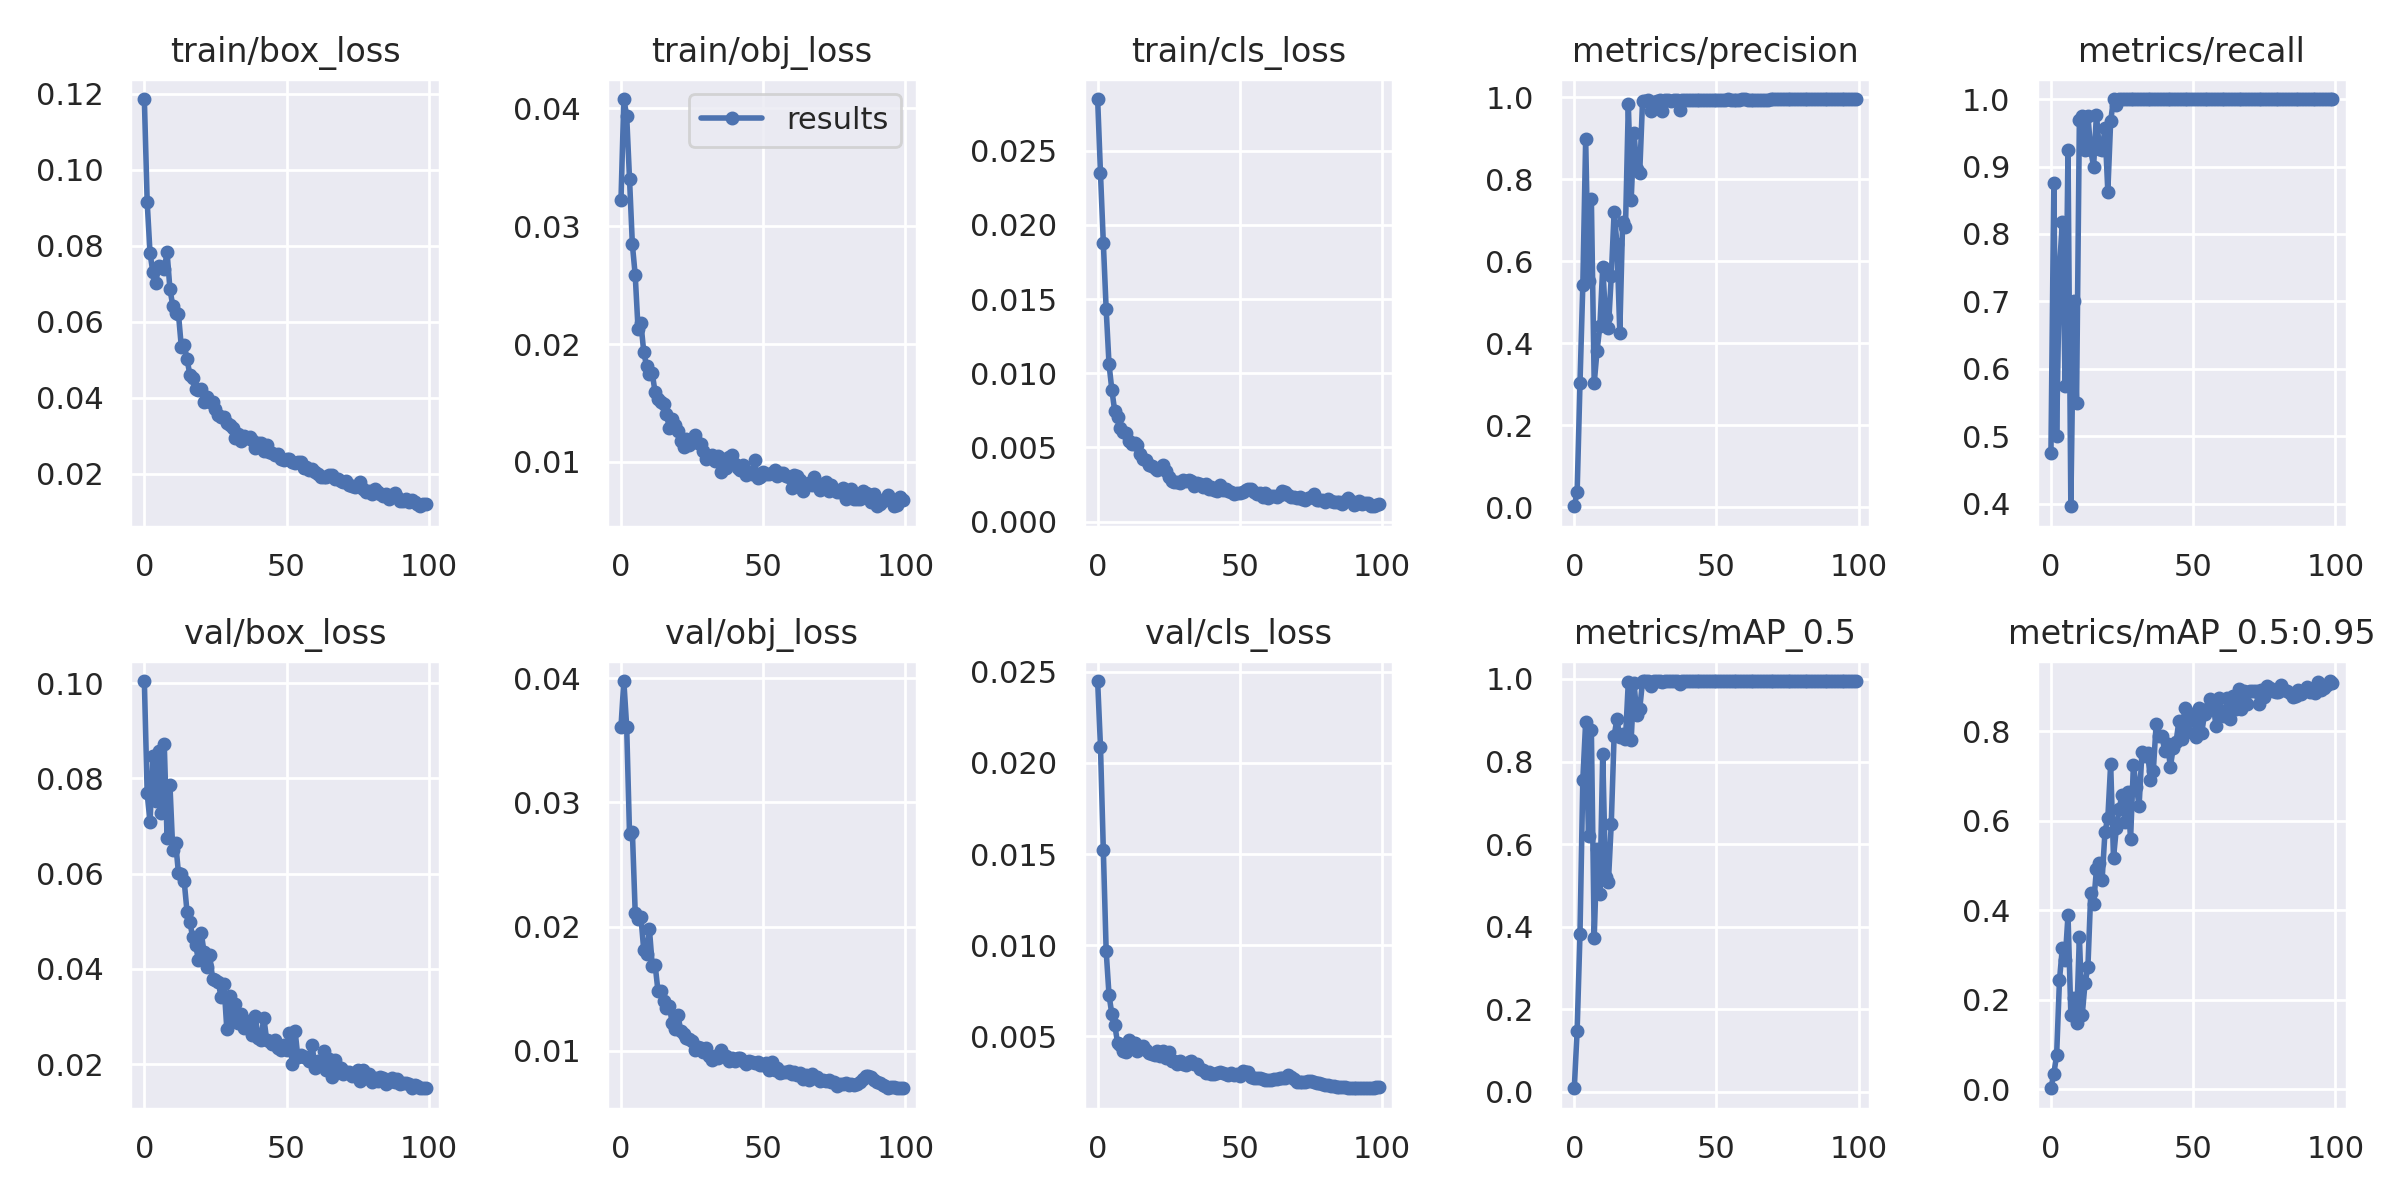 train/box_loss
0.12
0.10
0.08
0.06
0.04
0.02
0 50 100
train/obj_loss
results
0.04
0.03
0.02
0.01
0 50 100
train/cls_loss
0.025
0.020
0.015
0.010
0.005
0.000
0 50 100
metrics/precision
1.0
0.8
0.6
0.4
0.2
0.0
0 50 100
metrics/recall
1.0
0.9
0.8
0.7
0.6
0.5
0.4
0 50 100
val/box_loss
0.10
0.08
0.06
0.04
0.02
0 50 100
val/obj_loss
0.04
0.03
0.02
0.01
0 50 100
val/cls_loss
0.025
0.020
0.015
0.010
0.005
0 50 100
metrics/mAP_0.5
1.0
0.8
0.6
0.4
0.2
0.0
0 50 100
metrics/mAP_0.5:0.95
0.8
0.6
0.4
0.2
0.0
0 50 100